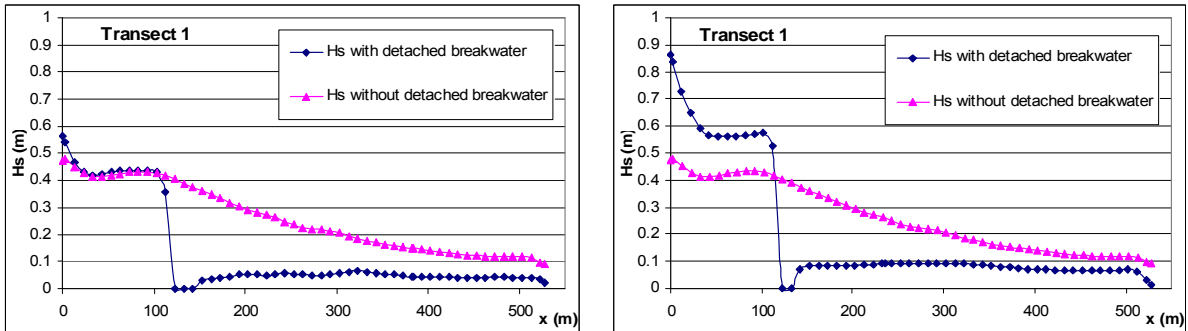 Transect 1
Hs with detached breakwater
Hs without detached breakwater
Hs (m)
1
0.9
0.8
0.7
0.6
0.5
0.4
0.3
0.2
0.1
0
0 100 200 300 400 500
x (m)
Transect 1
Hs with detached breakwater
Hs without detached breakwater
Hs (m)
1
0.9
0.8
0.7
0.6
0.5
0.4
0.3
0.2
0.1
0
0 100 200 300 400 500
x (m)